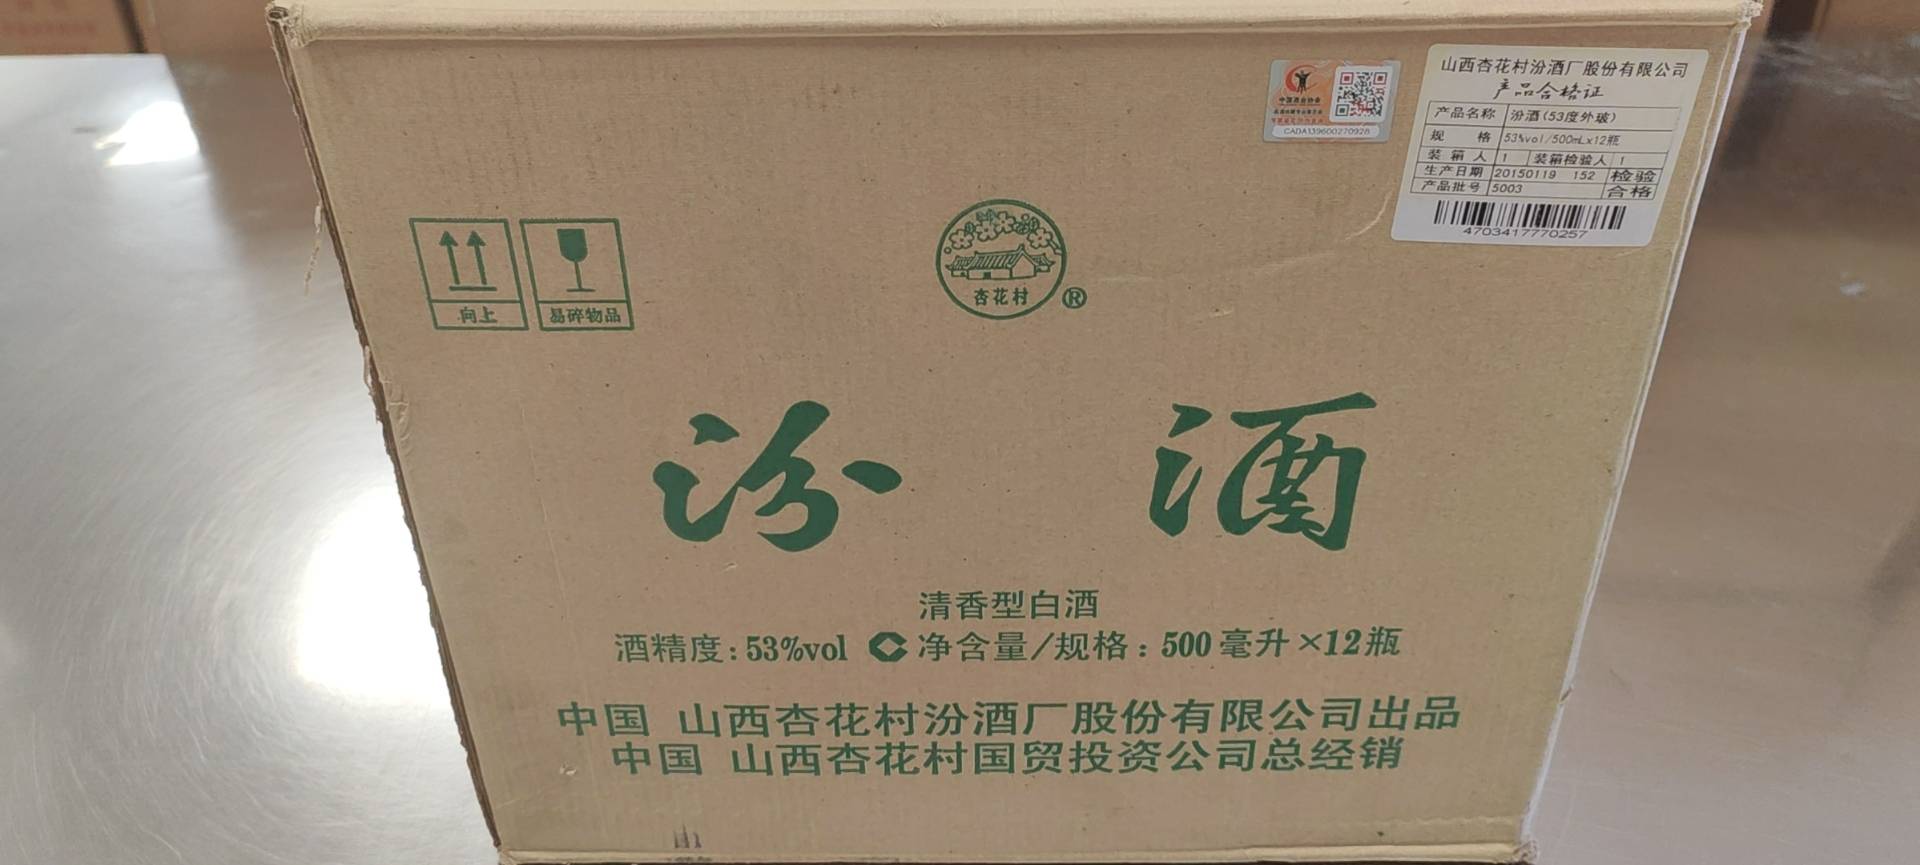 中国酒业协会
CADA139600270928
山西杏花村汾酒厂股份有限公司
产品合格证
产品名称 汾酒(53度外玻)
规 格 53%vol/500mLx12瓶
装 箱 人 1 装箱检验人 1
生产日期 20150119 152 检验
产品批号 5003 合格
4703417770257
向上 易碎物品
杏花村
®
汾 酒
清香型白酒
酒精度:53%vol 净含量/规格:500毫升×12瓶
中国 山西杏花村汾酒厂股份有限公司出品
中国 山西杏花村国贸投资公司总经销